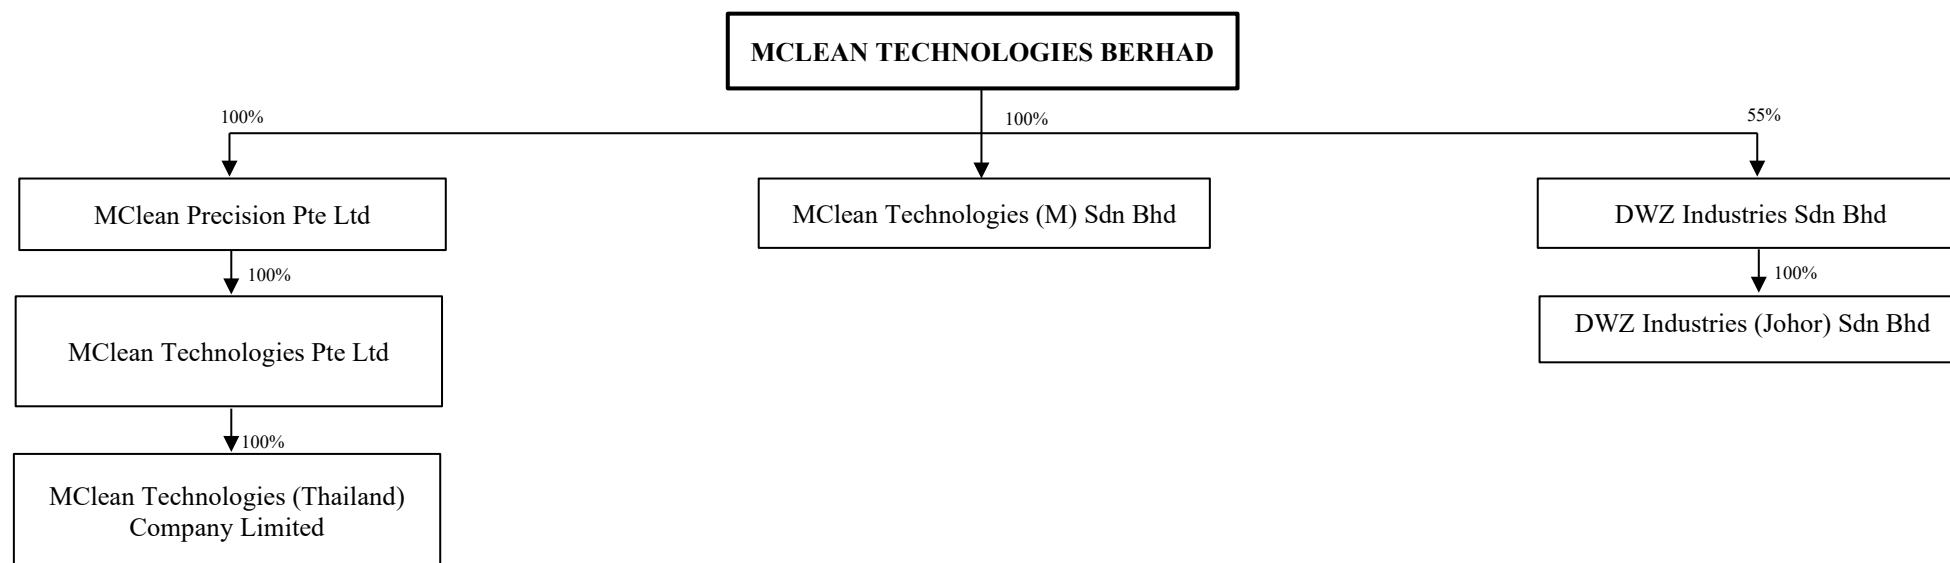 MCLEAN TECHNOLOGIES BERHAD
100%
100%
55%
MClean Precision Pte Ltd
MClean Technologies (M) Sdn Bhd
DWZ Industries Sdn Bhd
100%
100%
MClean Technologies Pte Ltd
DWZ Industries (Johor) Sdn Bhd
100%
MClean Technologies (Thailand)
Company Limited